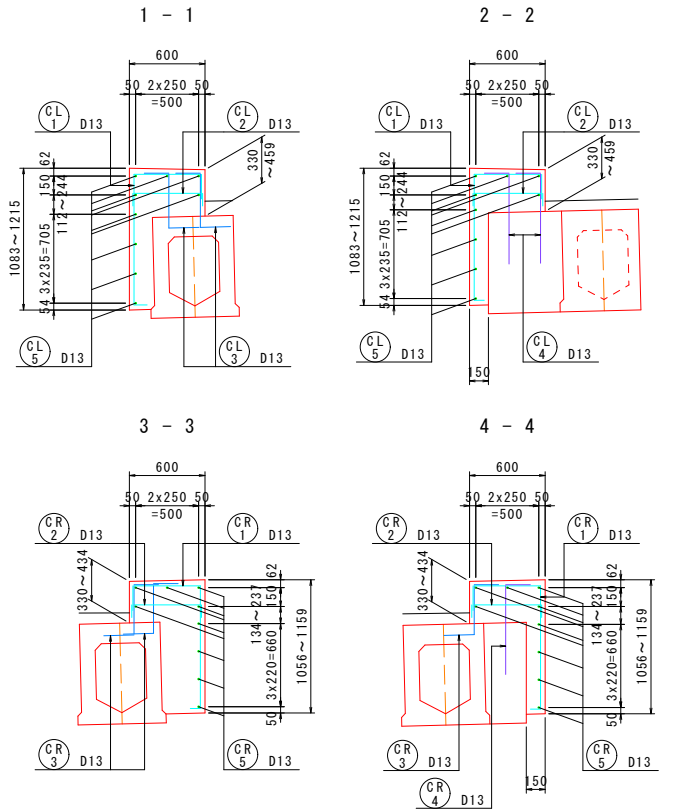 1 - 1
600
50 2x250 50
=500
CL
1 D13
CL
2 D13
62
150
112~244
3x235=705
54
1083~1215
330
~459
CL
5 D13
CL
3 D13
2 - 2
600
50 2x250 50
=500
CL
1 D13
CL
2 D13
62
150
112~244
3x235=705
54
1083~1215
330
~459
CL
5 D13
CL
4 D13
150
3 - 3
600
50 2x250 50
=500
CR
2 D13
CR
1 D13
330~434
62
150
134~237
3x220=660
50
1056~1159
CR
3 D13
CR
5 D13
4 - 4
600
50 2x250 50
=500
CR
2 D13
CR
1 D13
330~434
62
150
134~237
3x220=660
50
1056~1159
CR
3 D13
CR
5 D13
150
CR
4 D13